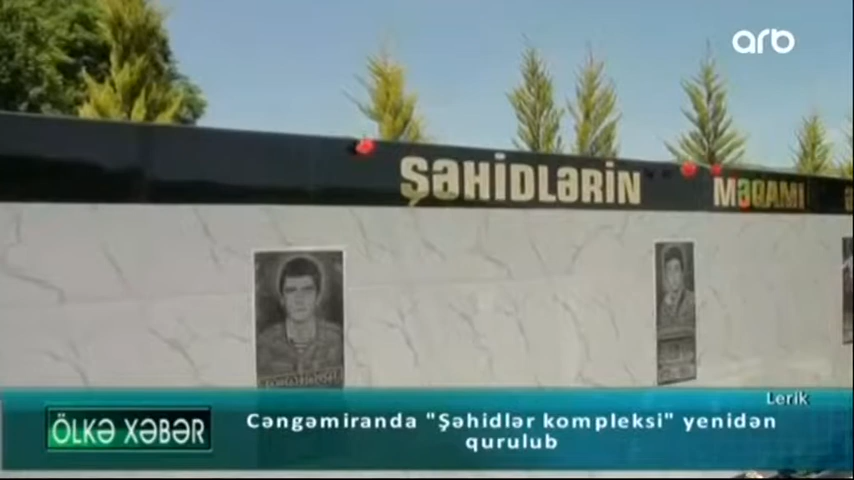 arb
ŞƏHİDLƏRİN MƏQAMI
Lerik
ÖLKƏ XƏBƏR
Cəngəmiranda "Şəhidlər kompleksi" yenidən
qurulub